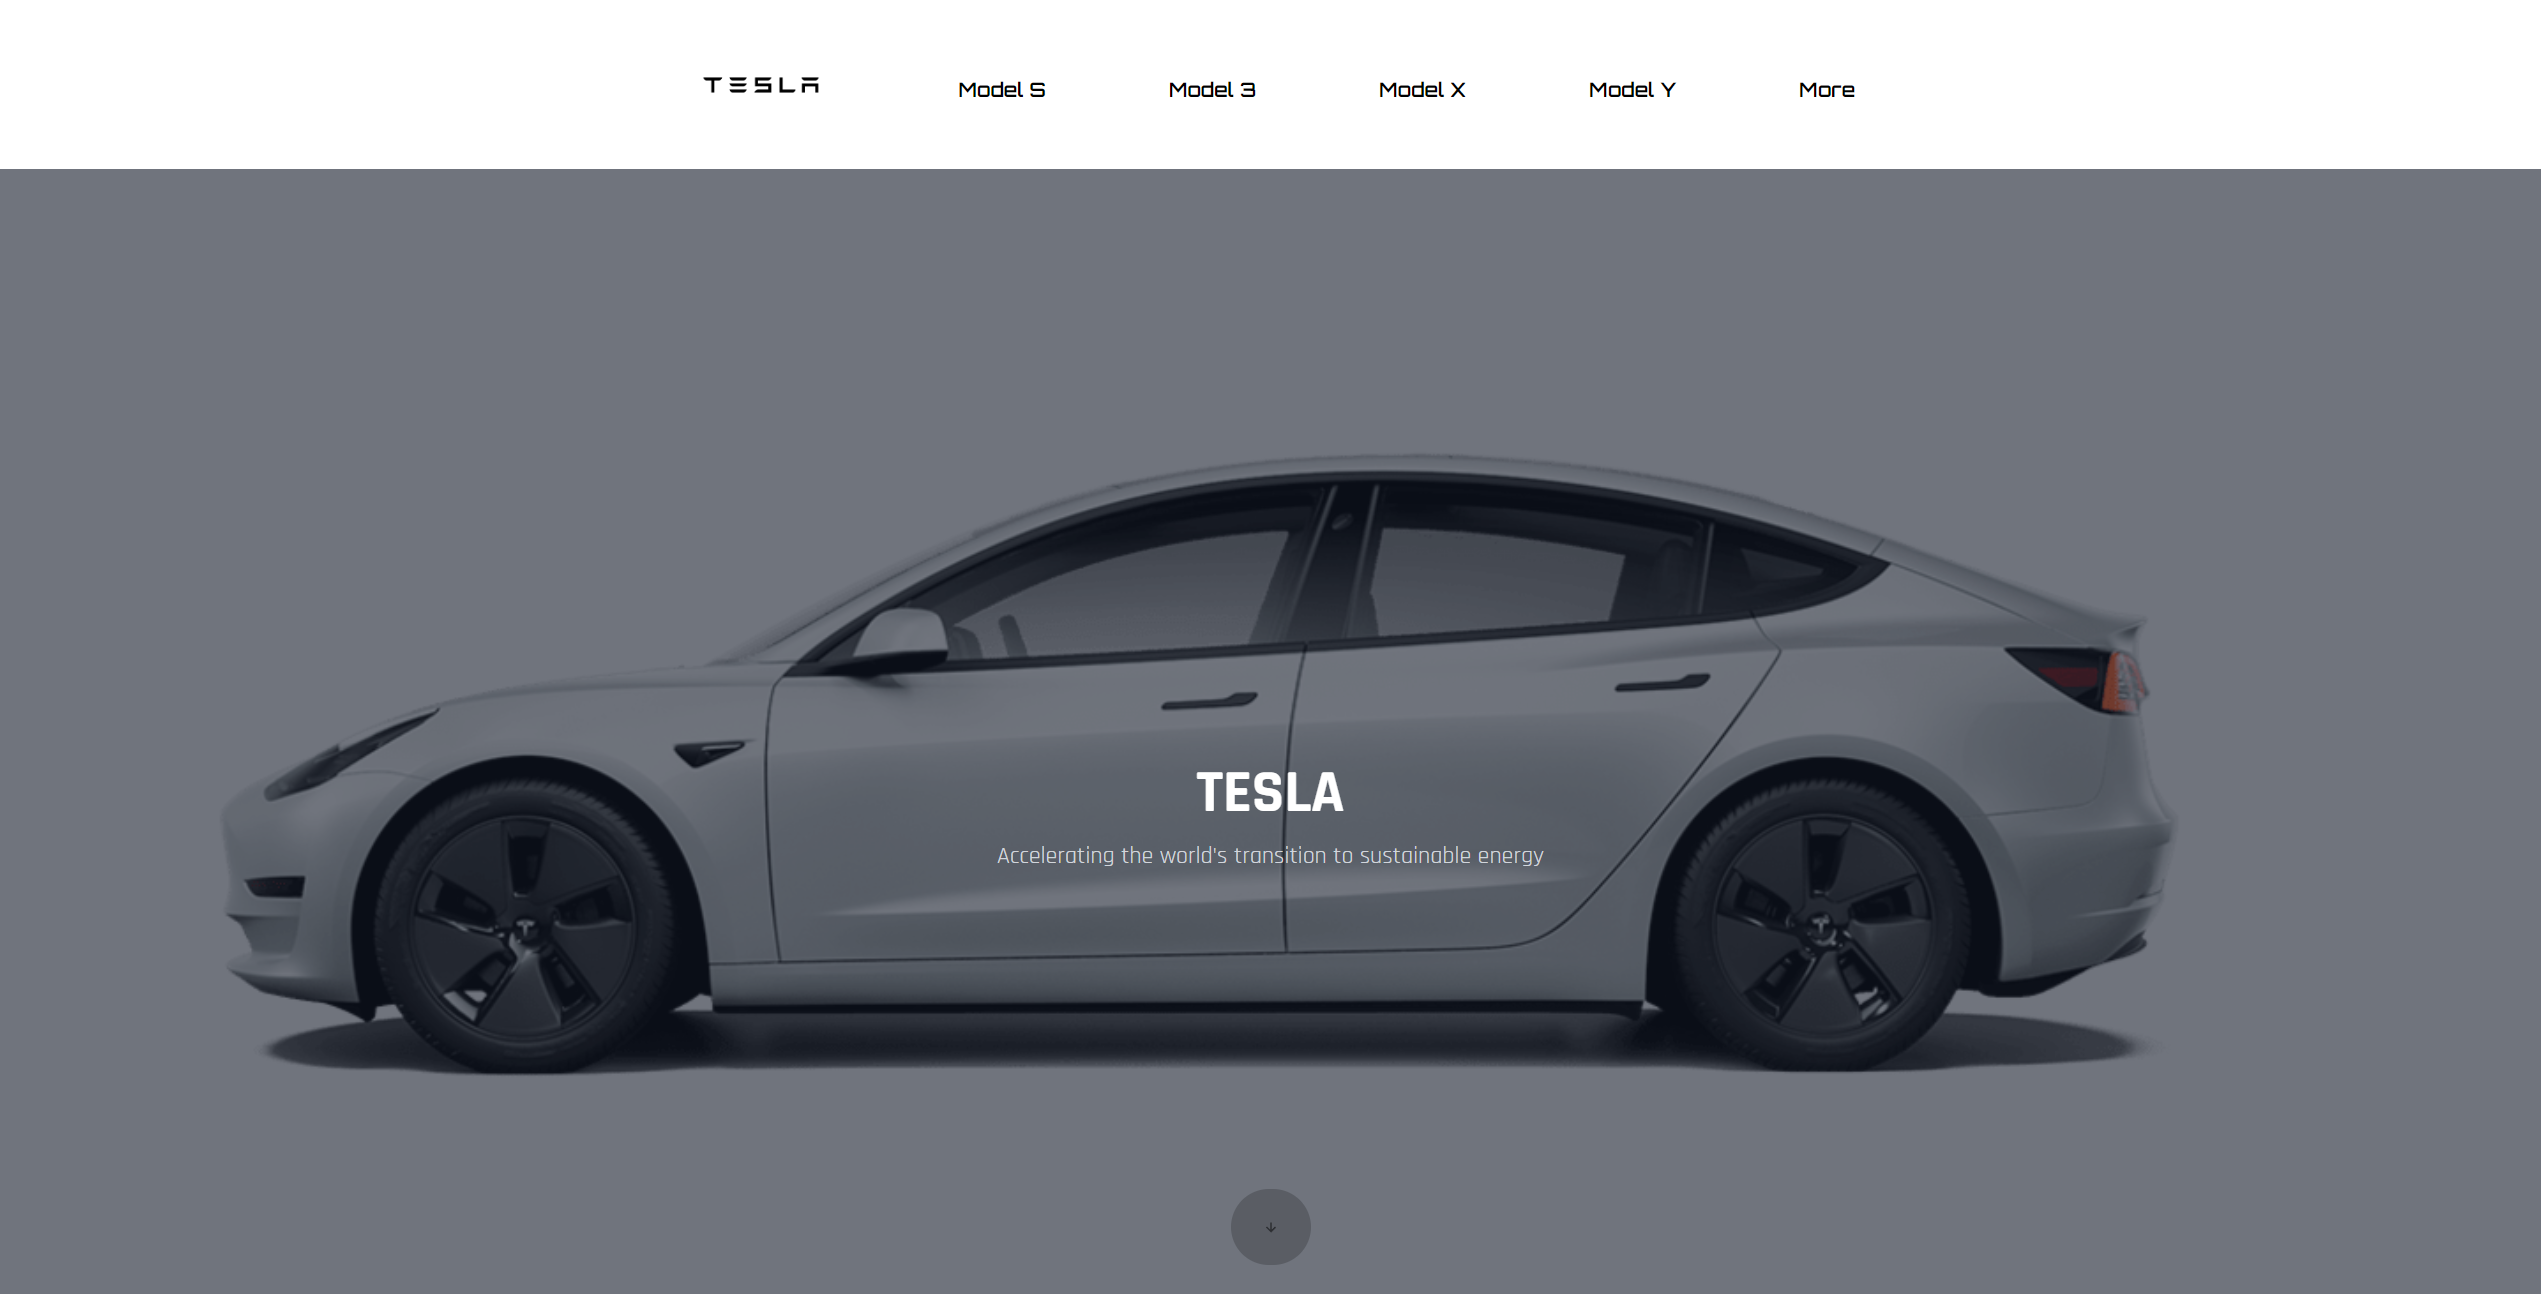 TESLA
Model S
Model 3
Model X
Model Y
More
TESLA
Accelerating the world's transition to sustainable energy